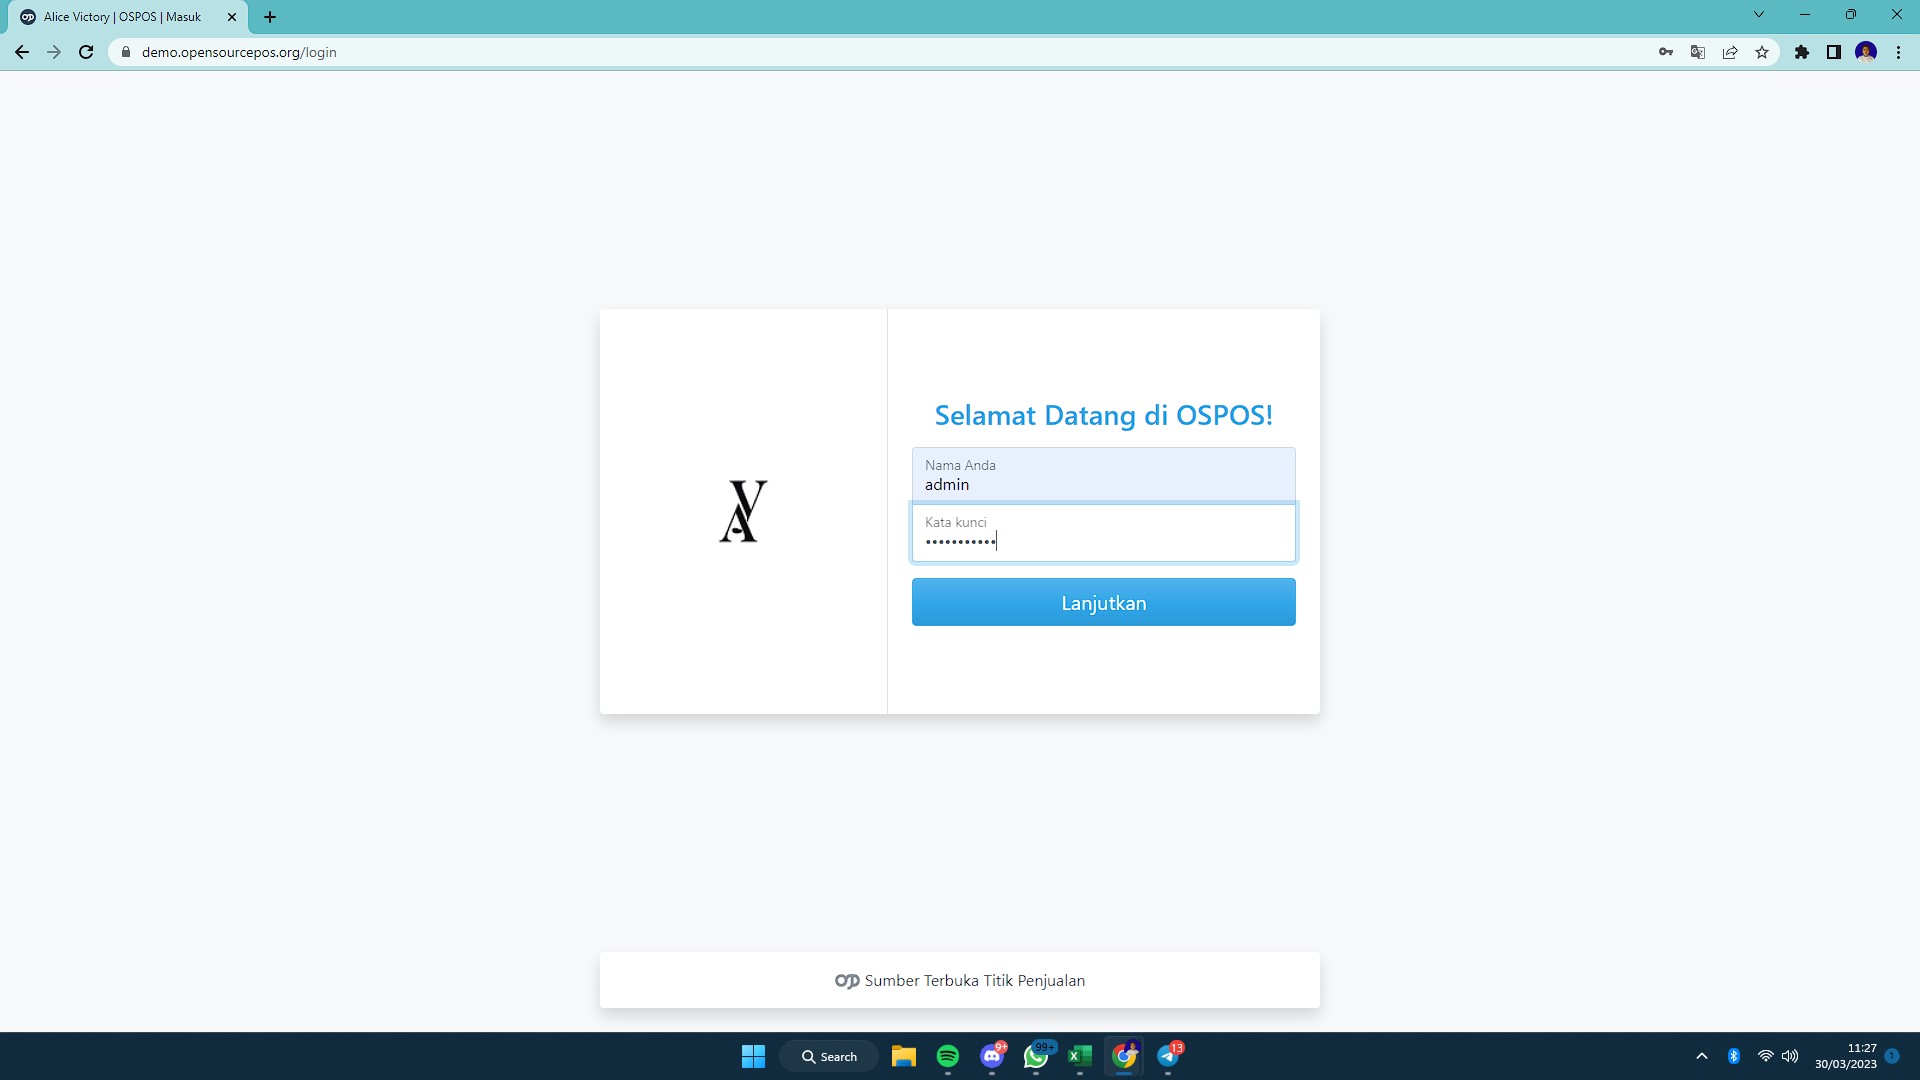 Alice Victory | OSPOS | Masuk
demo.opensourcepos.org/login
Selamat Datang di OSPOS!
Nama Anda
admin
Kata kunci
•••••••••••
Lanjutkan
Sumber Terbuka Titik Penjualan
Search
9+
99+
13
11:27
30/03/2023
1